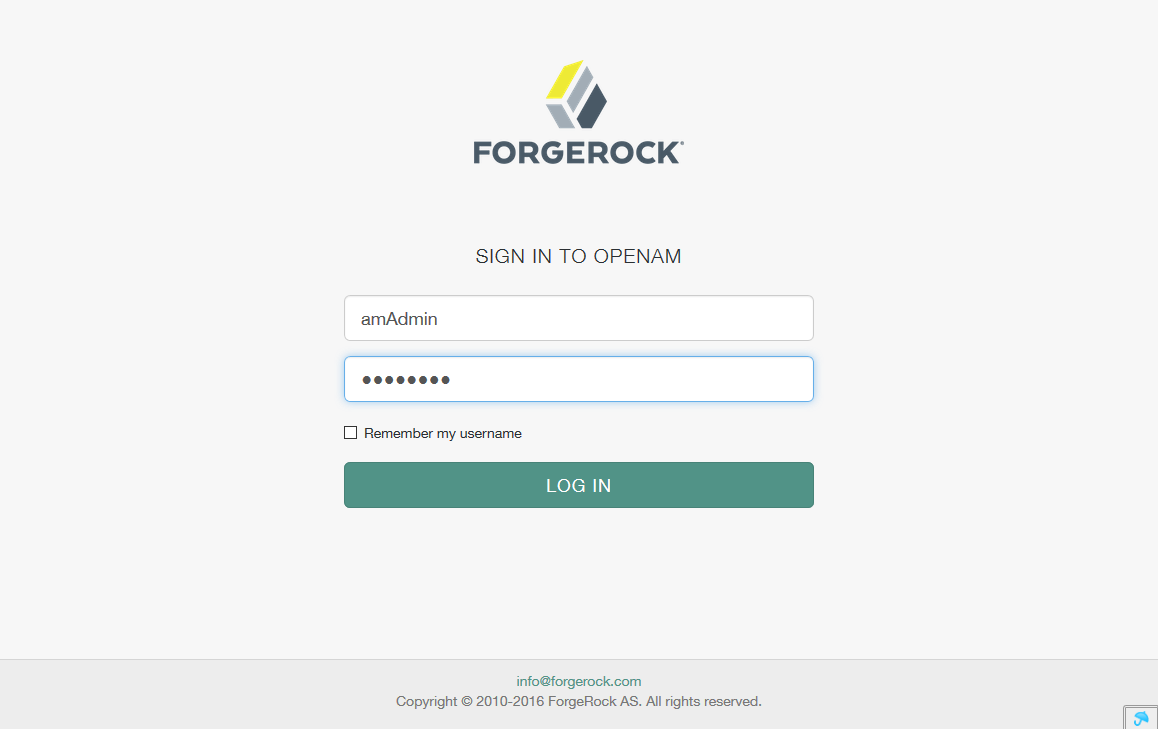 FORGEROCK
SIGN IN TO OPENAM
amAdmin
●●●●●●●●
Remember my username
LOG IN
info@forgerock.com
Copyright © 2010-2016 ForgeRock AS. All rights reserved.